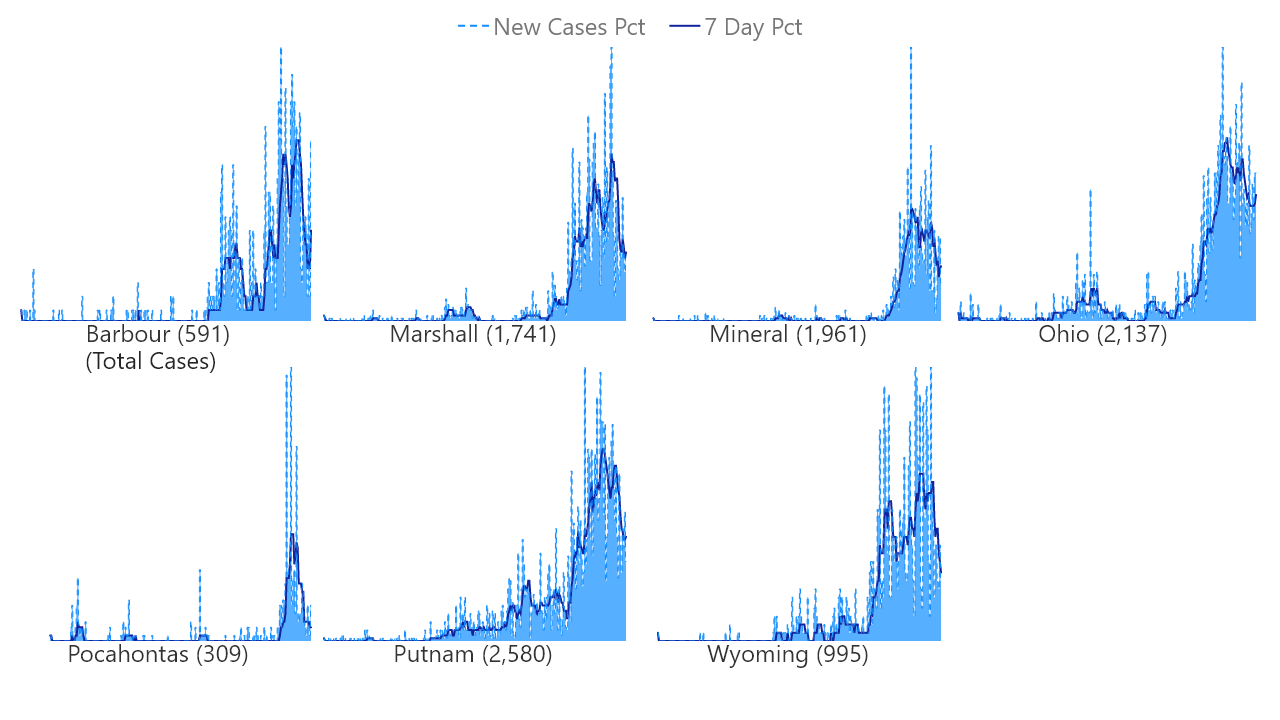 New Cases Pct 7 Day Pct
Barbour (591)
(Total Cases)
Marshall (1,741)
Mineral (1,961)
Ohio (2,137)
Pocahontas (309)
Putnam (2,580)
Wyoming (995)